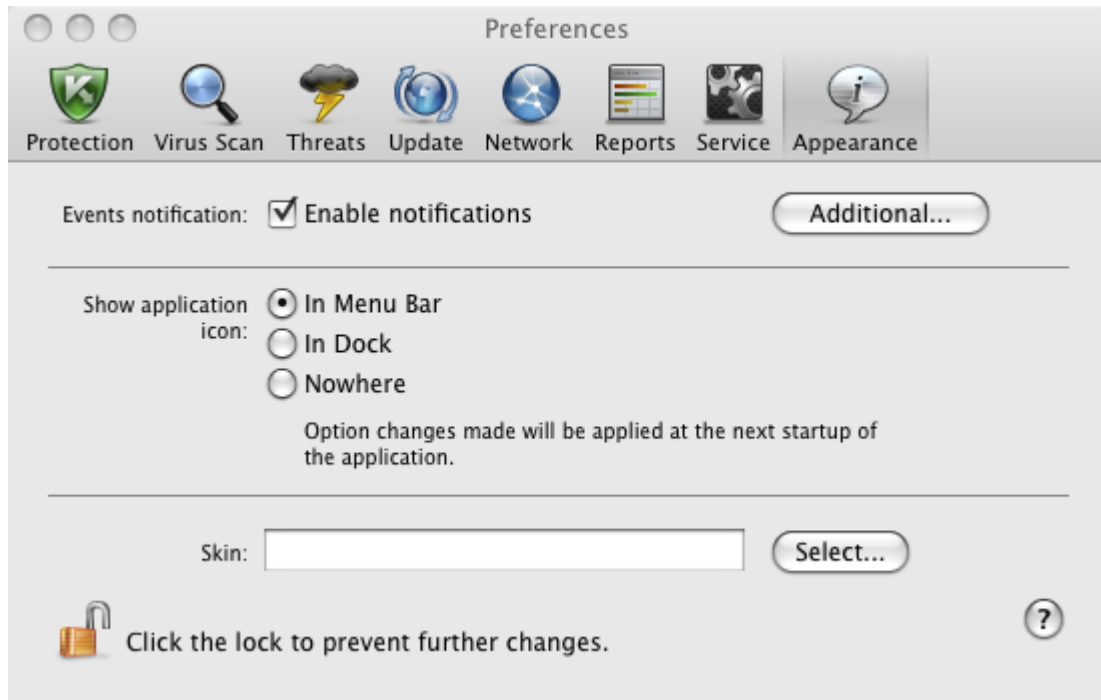 Preferences
Protection Virus Scan Threats Update Network Reports Service Appearance
Events notification: Enable notifications Additional...
Show application icon:
In Menu Bar
In Dock
Nowhere
Option changes made will be applied at the next startup of
the application.
Skin: Select...
Click the lock to prevent further changes. ?